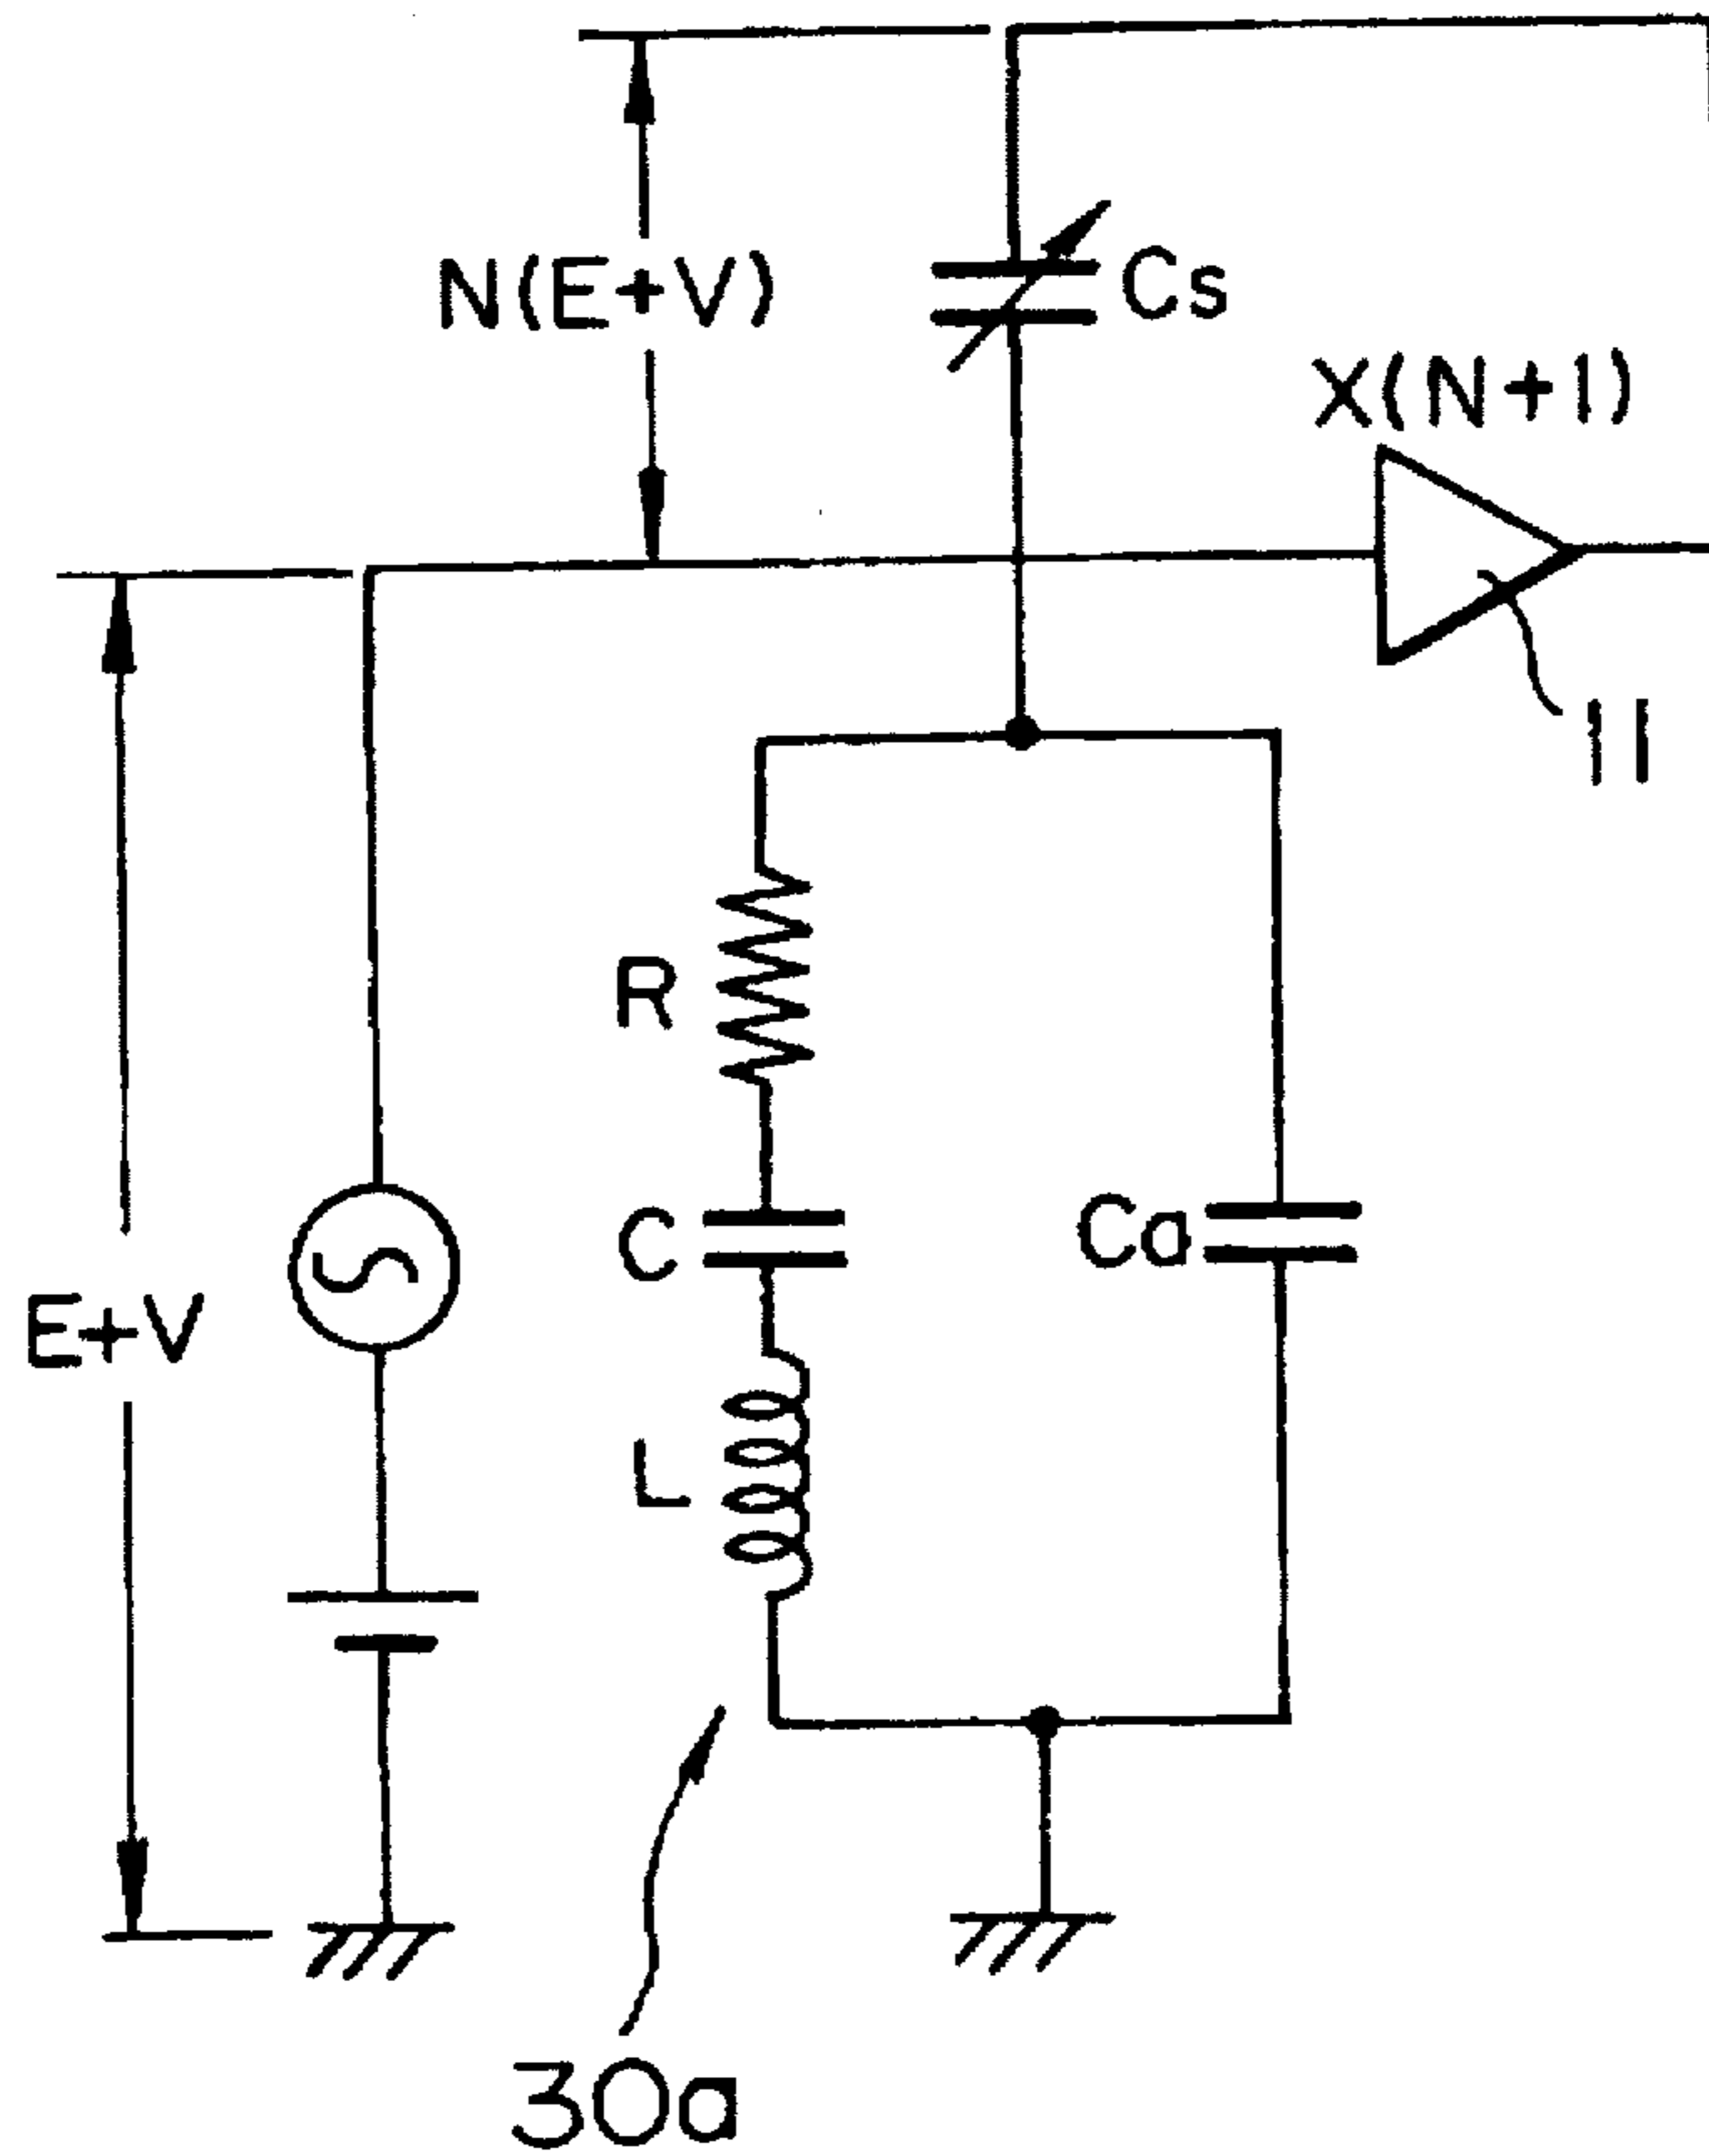 N(E+V)
Cs
X(N+1)
11
R
C
Ca
E+V
L
30a